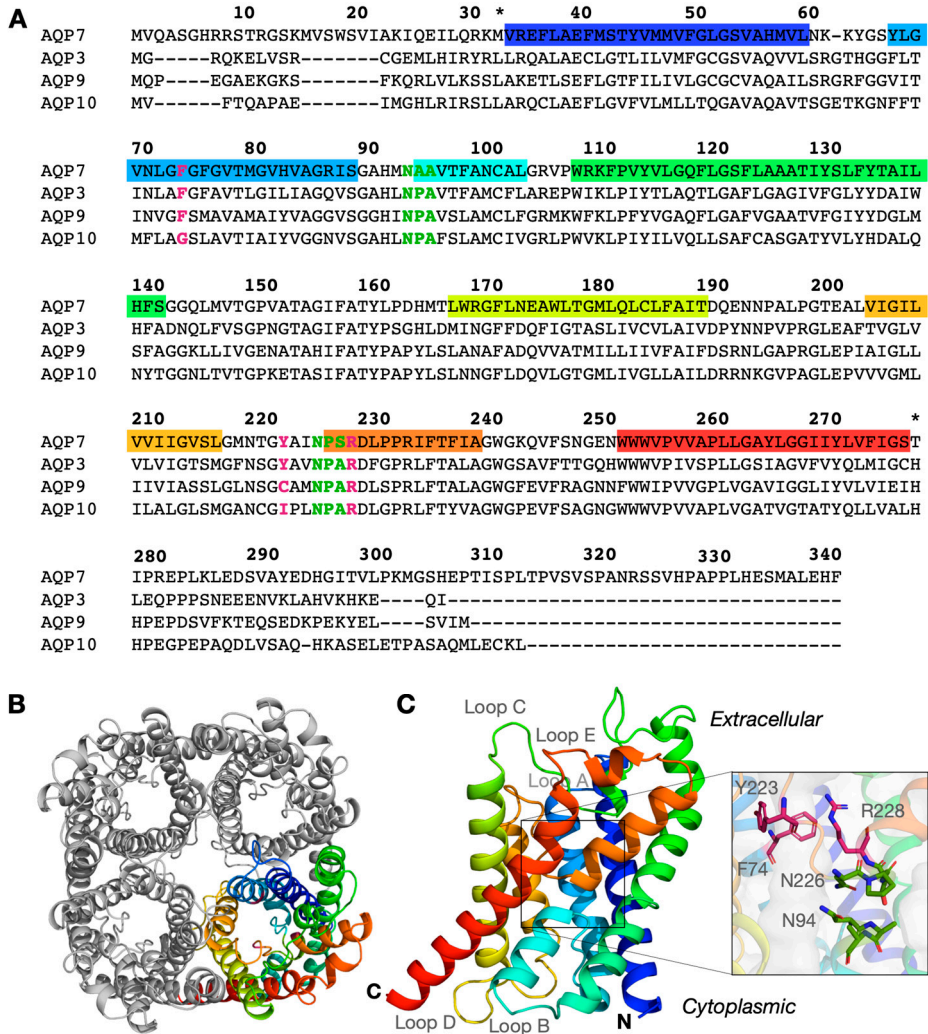 A
10 20 30 * 40 50 60
AQP7 MVQASGHRRSTRGSKMVSWSVIAKIQEILQRKMVREFLAEFMSTYVMMVFGLGSVAHMVLNK-KYGSYLG
AQP3 MG-----RQKELVSR------CGEMLHIRYRLLRQALAECLGTLILVMFGCGSVAQVVLSRGTHGGFLT
AQP9 MQP----EGAEKGKS------FKQRLVLKSSLAKETLSEFLGTFILIVLGCGCVAQAILSRGRFGGVIT
AQP10 MV------FTQAPAE------IMGHLRIRSLLARQCLAEFLGVFVLMLLTQGAVAQAVTSGETKGNFFT
70 80 90 100 110 120 130
AQP7 VNLGFGFGVTMGVHVAGRISGAHMNAAVTFANCALGRVPWRKFPVYVLGQFLGSFLAAATIYSLFYTAIL
AQP3 INLAFGFAVTLGILIAGQVSGAHLNPAVTFAMCFLAREPWIKLPIYTLAQTLGAFLGAGIVFGLYYDAIW
AQP9 INVGFSMAVAMAIYVAGGVSGGHINPAVSLAMCLFGRMKWFKLPFYVGAQFLGAFVGAATVFGIYYDGLM
AQP10 MFLAGSLAVTIAIYVGGNVSGAHLNPAFSLAMCIVGRLPWVKLPIYILVQLLSAFCASGATYVLYHDALQ
140 150 160 170 180 190 200
AQP7 HFSGGQLMVTGPVATAGIFATYLPDHMTLWRGFLNEAWLTGMLQLCLFAITDQENNPALPGTEALVIGIL
AQP3 HFADNQLFVSGPNGTAGIFATYPSGHLDMINGFFDQFIGTASLIVCVLAIVDPYNNPVPRGLEAFTVGLV
AQP9 SFAGGKLLIVGENATAHIFATYPAPYLSLANAFADQVVATMILLIIVFAIFDSRNLGAPRGLEPIAIGLL
AQP10 NYTGGNLTVTGPKETASIFATYPAPYLSLNNGFLDQVLGTGMLIVGLLAILDRRNKGVPAGLEPVVVGML
210 220 230 240 250 260 270 *
AQP7 VVIIGVSLGMNTGYAINPSRDLPPRIFTFIAGWGKQVFSNGENWWWVPVVAPLLGAYLGGIIYLVFIGST
AQP3 VLVIGTSMGFNSGYAVNPARDFGPRLFTALAGWGSAVFTTGQHWWWVPIVSPLLGSIAGVFVYQLMIGCH
AQP9 IIVIASSLGLNSGCAMNPARDLSPRLFTALAGWGFEVFRAGNNFWWIPVVGPLVGAVIGGLIYVLVIEIH
AQP10 ILALGLSMGANCGIPLNPARDLGPRLFTYVAGWGPEVFSAGNGWWWVPVVAPLVGATVGTATYQLLVALH
280 290 300 310 320 330 340
AQP7 IPREPLKLEDSVAYEDHGITVLPKMGSHEPTISPLTPVSVSPANRSSVHPAPPLHESMALEHF
AQP3 LEQPPPSNEEENVKLAHVKHKE----QI-----------------------------------
AQP9 HPEPDSVFKTEQSEDKPEKYEL----SVIM---------------------------------
AQP10 HPEGPEPAQDLVSAQ-HKASELETPASAQMLECKL----------------------------
B
C
Loop C
Extracellular
Loop E
Loop A
Y223
R228
F74
N226
N94
C
Loop D
Loop B
N
Cytoplasmic